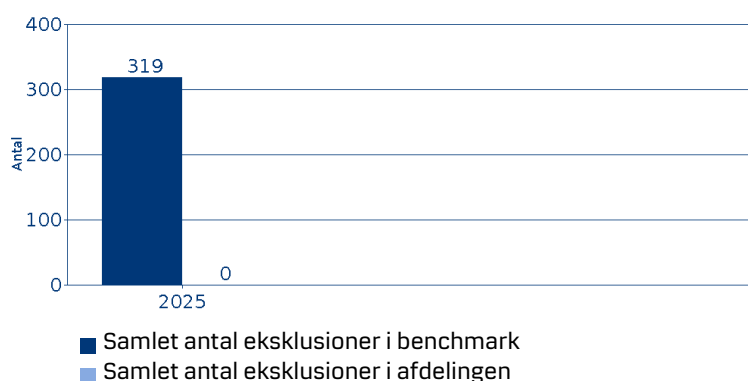 400
300
200
100
0
Antal
319
0
2025
Samlet antal eksklusioner i benchmark
Samlet antal eksklusioner i afdelingen